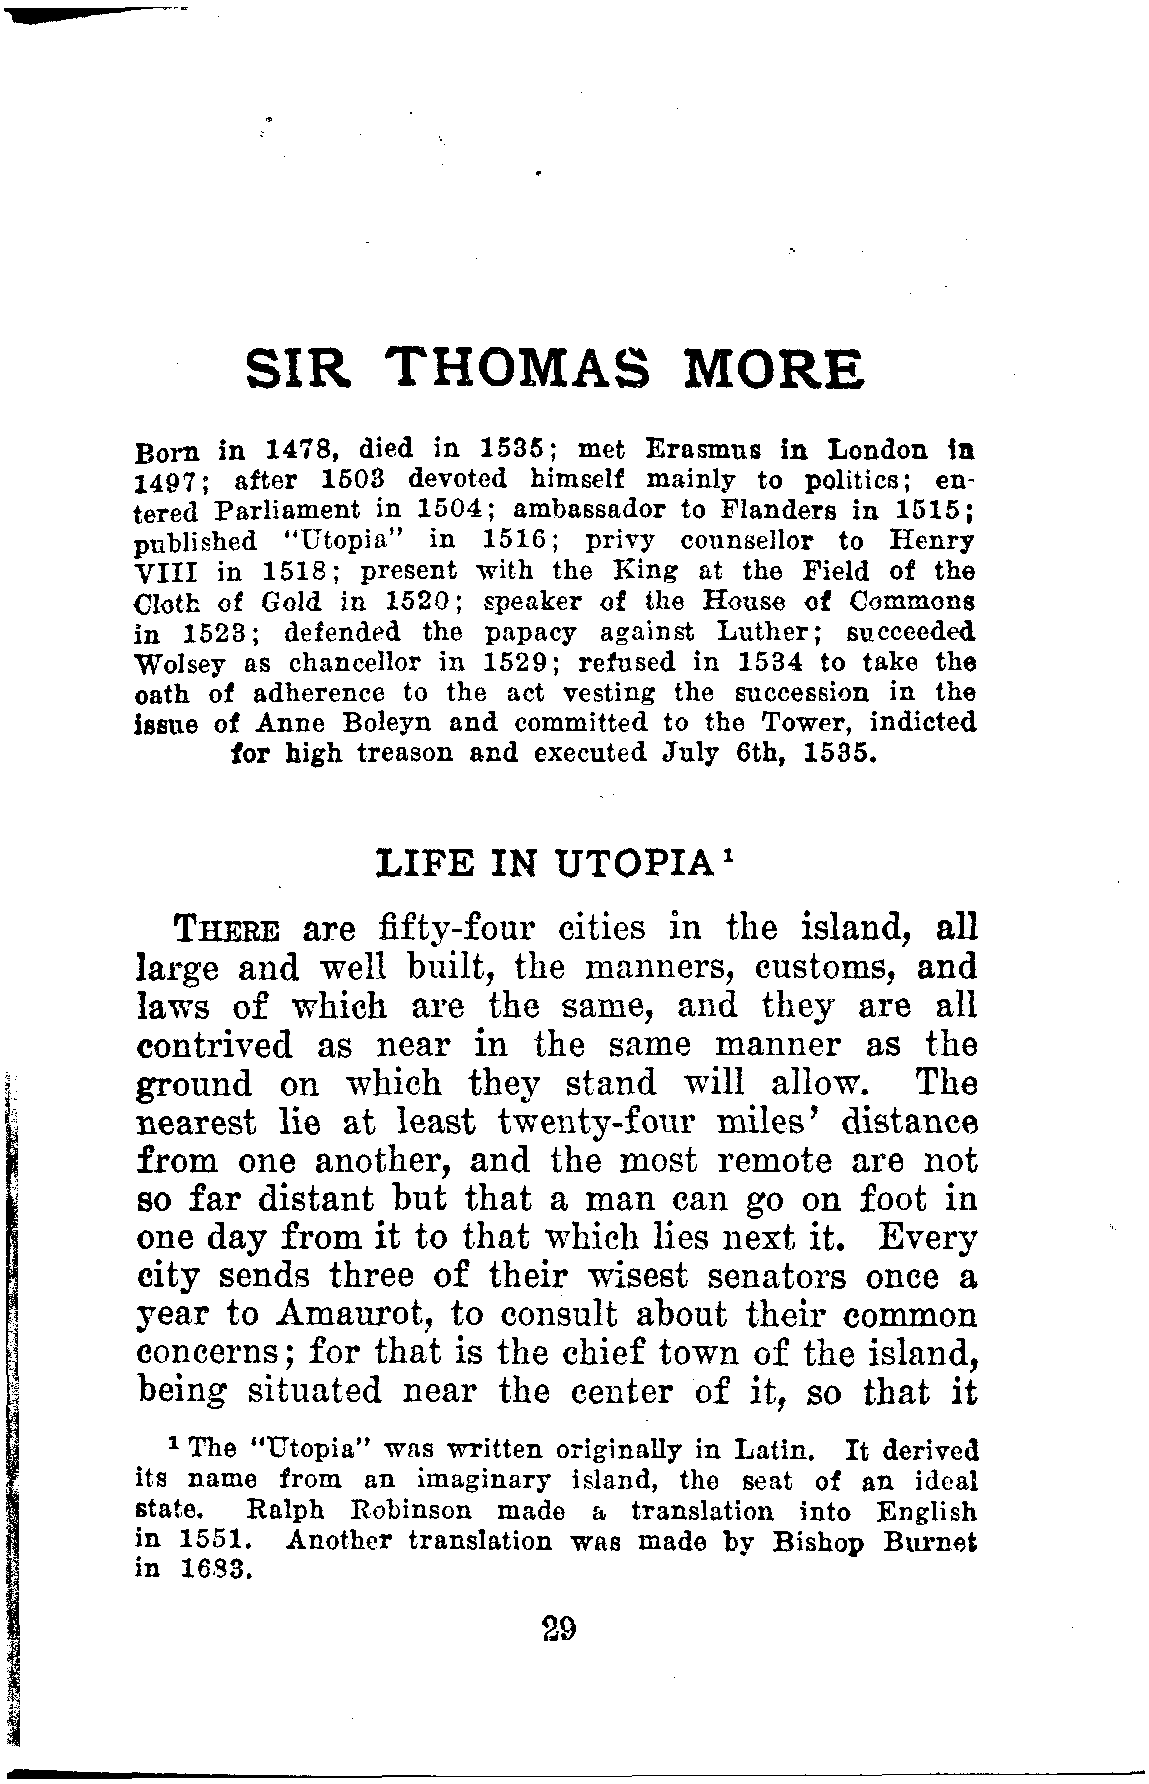 SIR THOMAS MORE
Born in 1478, died in 1535; met Erasmus in London in
1497; after 1503 devoted himself mainly to politics; en-
tered Parliament in 1504; ambassador to Flanders in 1515;
published "Utopia" in 1516; privy counsellor to Henry
VIII in 1518; present with the King at the Field of the
Cloth of Gold in 1520; speaker of the House of Commons
in 1523; defended the papacy against Luther; succeeded
Wolsey as chancellor in 1529; refused in 1534 to take the
oath of adherence to the act vesting the succession in the
issue of Anne Boleyn and committed to the Tower, indicted
for high treason and executed July 6th, 1535.
LIFE IN UTOPIA¹
THERE are fifty-four cities in the island, all
large and well built, the manners, customs, and
laws of which are the same, and they are all
contrived as near in the same manner as the
ground on which they stand will allow. The
nearest lie at least twenty-four miles' distance
from one another, and the most remote are not
so far distant but that a man can go on foot in
one day from it to that which lies next it. Every
city sends three of their wisest senators once a
year to Amaurot, to consult about their common
concerns; for that is the chief town of the island,
being situated near the center of it, so that it
¹ The "Utopia" was written originally in Latin. It derived
its name from an imaginary island, the seat of an ideal
state. Ralph Robinson made a translation into English
in 1551. Another translation was made by Bishop Burnet
in 1683.
29